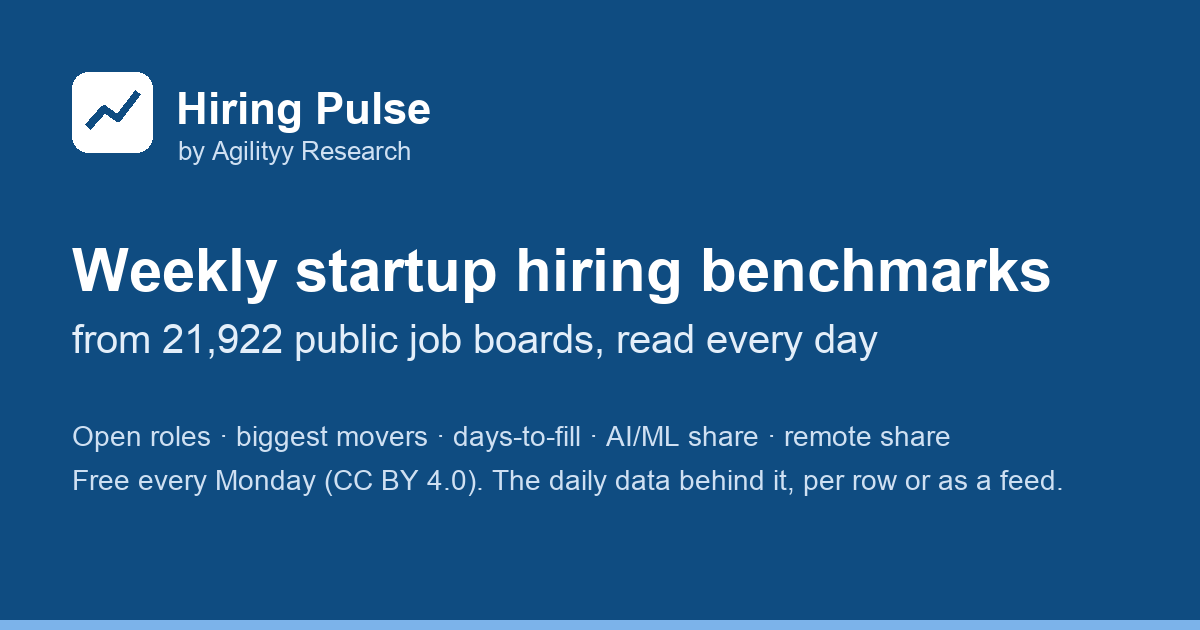 Hiring Pulse
by Agilityy Research
Weekly startup hiring benchmarks
from 21,922 public job boards, read every day
Open roles · biggest movers · days-to-fill · AI/ML share · remote share
Free every Monday (CC BY 4.0). The daily data behind it, per row or as a feed.